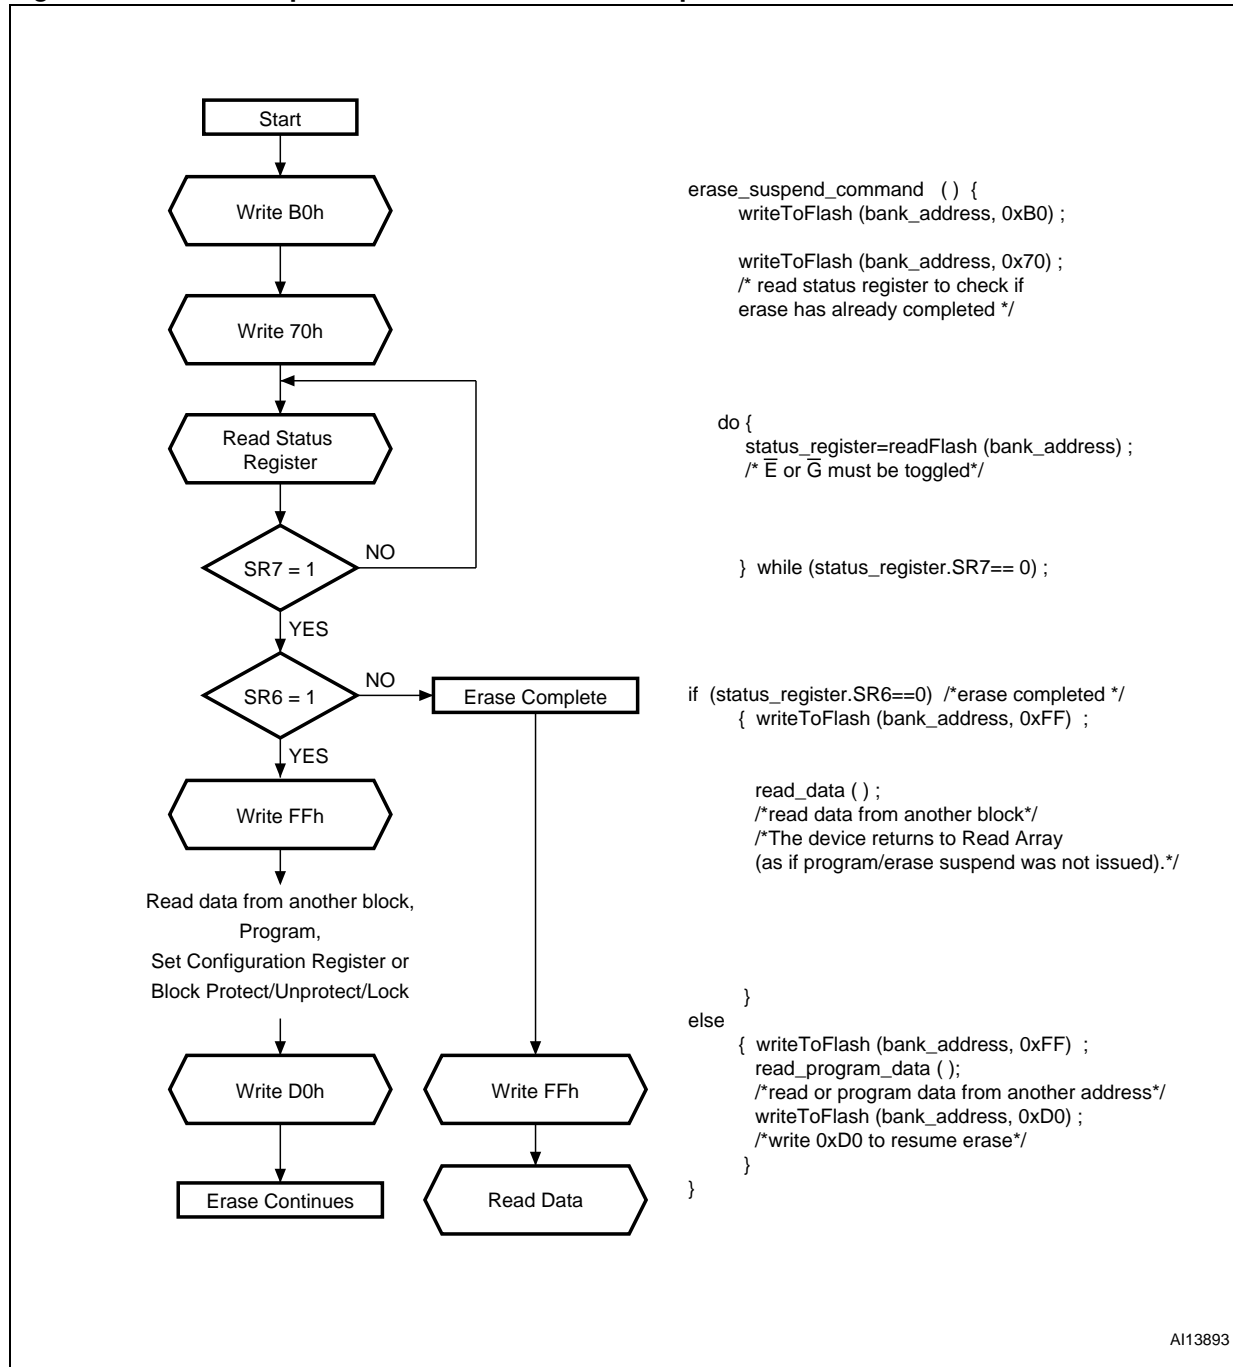 Start
Write B0h
Write 70h
Read Status
Register
SR7 = 1
NO
YES
SR6 = 1
NO
Erase Complete
YES
Write FFh
Read data from another block,
Program,
Set Configuration Register or
Block Protect/Unprotect/Lock
Write D0h
Write FFh
Erase Continues
Read Data
erase_suspend_command ( ) {
writeToFlash (bank_address, 0xB0) ;
writeToFlash (bank_address, 0x70) ;
/* read status register to check if
erase has already completed */
do {
status_register=readFlash (bank_address) ;
/* E̅ or G̅ must be toggled*/
} while (status_register.SR7== 0) ;
if (status_register.SR6==0) /*erase completed */
{ writeToFlash (bank_address, 0xFF) ;
read_data ( ) ;
/*read data from another block*/
/*The device returns to Read Array
(as if program/erase suspend was not issued).*/
}
else
{ writeToFlash (bank_address, 0xFF) ;
read_program_data ( );
/*read or program data from another address*/
writeToFlash (bank_address, 0xD0) ;
/*write 0xD0 to resume erase*/
}
}
AI13893